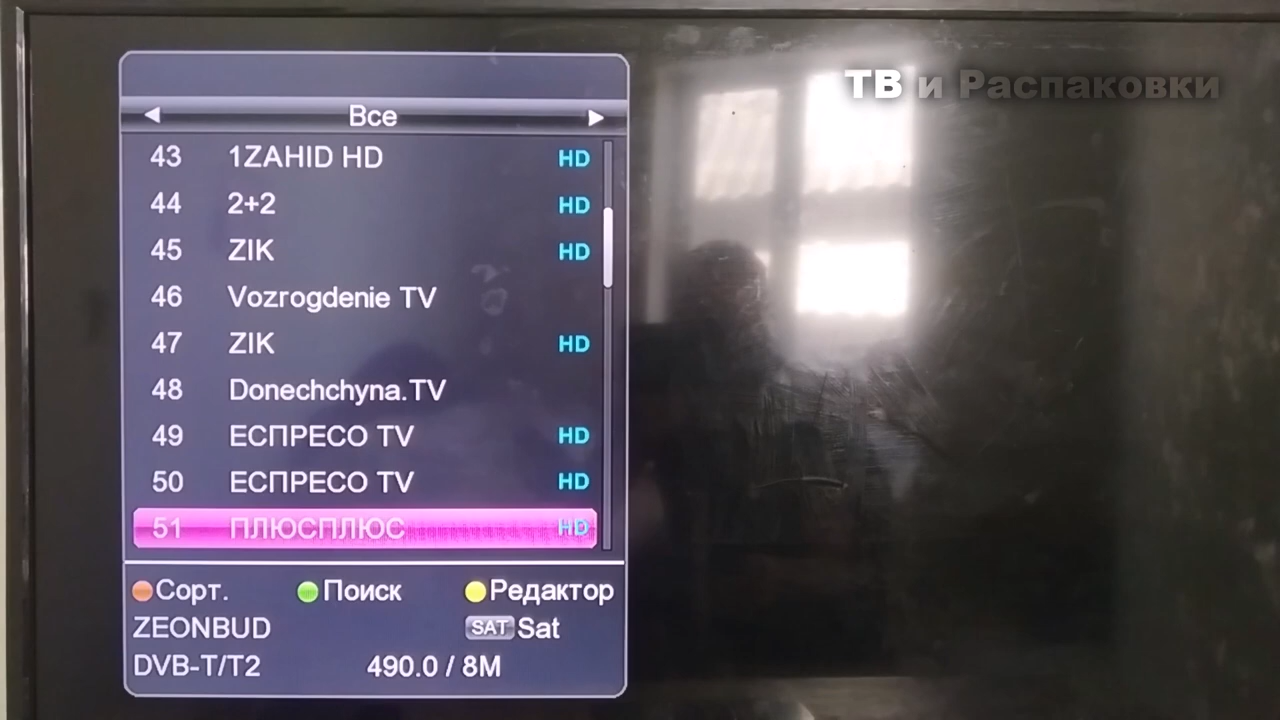 ТВ и Распаковки
Все
43 1ZAHID HD HD
44 2+2 HD
45 ZIK HD
46 Vozrogdenie TV
47 ZIK HD
48 Donechchyna.TV
49 ЕСПРЕСО TV HD
50 ЕСПРЕСО TV HD
51 ПЛЮСПЛЮС HD
Сорт. Поиск Редактор
ZEONBUD SAT Sat
DVB-T/T2 490.0 / 8M